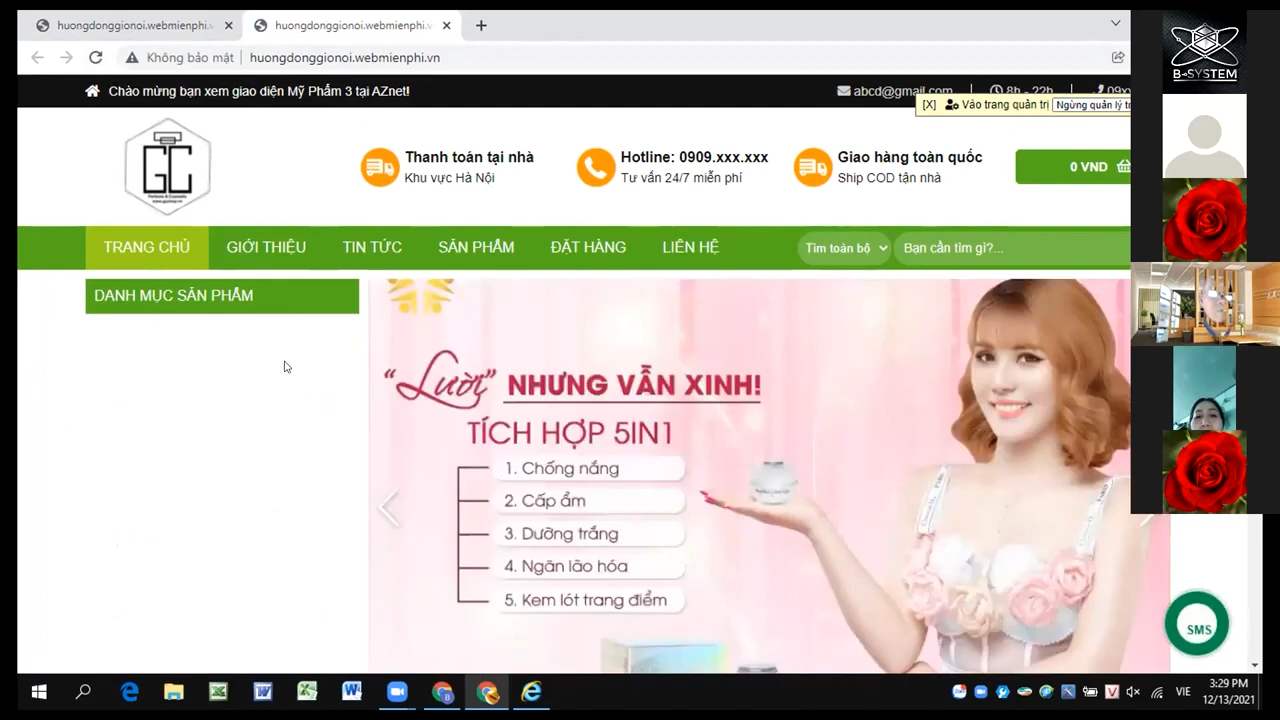 huongdonggionoi.webmienphi.v
huongdonggionoi.webmienphi.v
Không bảo mật
huongdonggionoi.webmienphi.vn
B-SYSTEM
Chào mừng bạn xem giao diện Mỹ Phẩm 3 tại AZnet!
abcd@gmail.com
8h - 22h
09x
[X] Vào trang quản trị Ngừng quản lý tr
GC
Thanh toán tại nhà
Khu vực Hà Nội
Hotline: 0909.xxx.xxx
Tư vấn 24/7 miễn phí
Giao hàng toàn quốc
Ship COD tận nhà
0 VND
TRANG CHỦ GIỚI THIỆU TIN TỨC SẢN PHẨM ĐẶT HÀNG LIÊN HỆ
Tìm toàn bộ
Bạn cần tìm gì?...
DANH MỤC SẢN PHẨM
“Lười” NHƯNG VẪN XINH!
TÍCH HỢP 5IN1
1. Chống nắng
2. Cấp ẩm
3. Dưỡng trắng
4. Ngăn lão hóa
5. Kem lót trang điểm
SMS
VIE
3:29 PM
12/13/2021